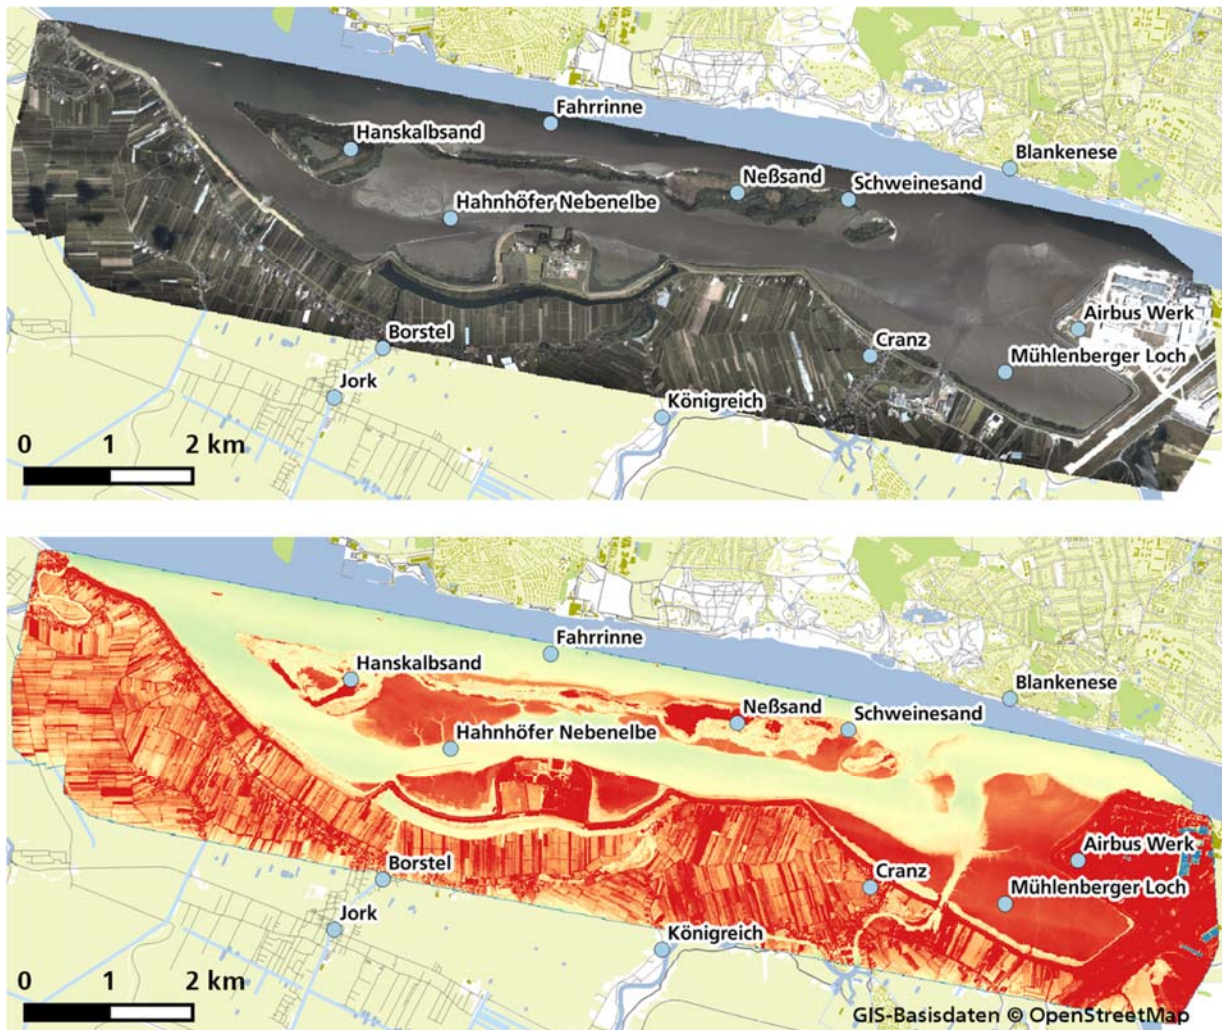 Fahrrinne
Hanskalbsand
Blankenese
Neßsand
Schweinesand
Hahnhöfer Nebenelbe
Airbus Werk
Borstel
Cranz
Mühlenberger Loch
Jork
Königreich
0 1 2 km
Fahrrinne
Hanskalbsand
Blankenese
Neßsand
Schweinesand
Hahnhöfer Nebenelbe
Airbus Werk
Borstel
Cranz
Mühlenberger Loch
Jork
Königreich
0 1 2 km
GIS-Basisdaten © OpenStreetMap